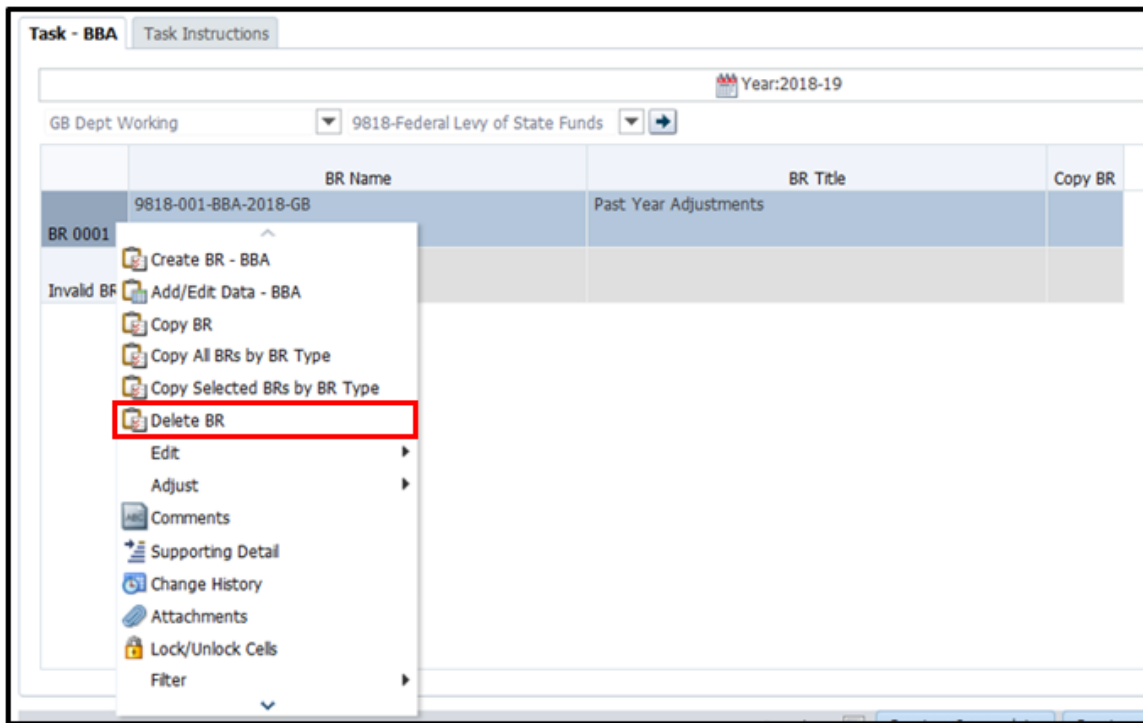 Task - BBA Task Instructions
Year:2018-19
GB Dept Working 9818-Federal Levy of State Funds
BR Name BR Title Copy BR
9818-001-BBA-2018-GB Past Year Adjustments
BR 0001
Create BR - BBA
Invalid BR Add/Edit Data - BBA
Copy BR
Copy All BRs by BR Type
Copy Selected BRs by BR Type
Delete BR
Edit
Adjust
Comments
Supporting Detail
Change History
Attachments
Lock/Unlock Cells
Filter